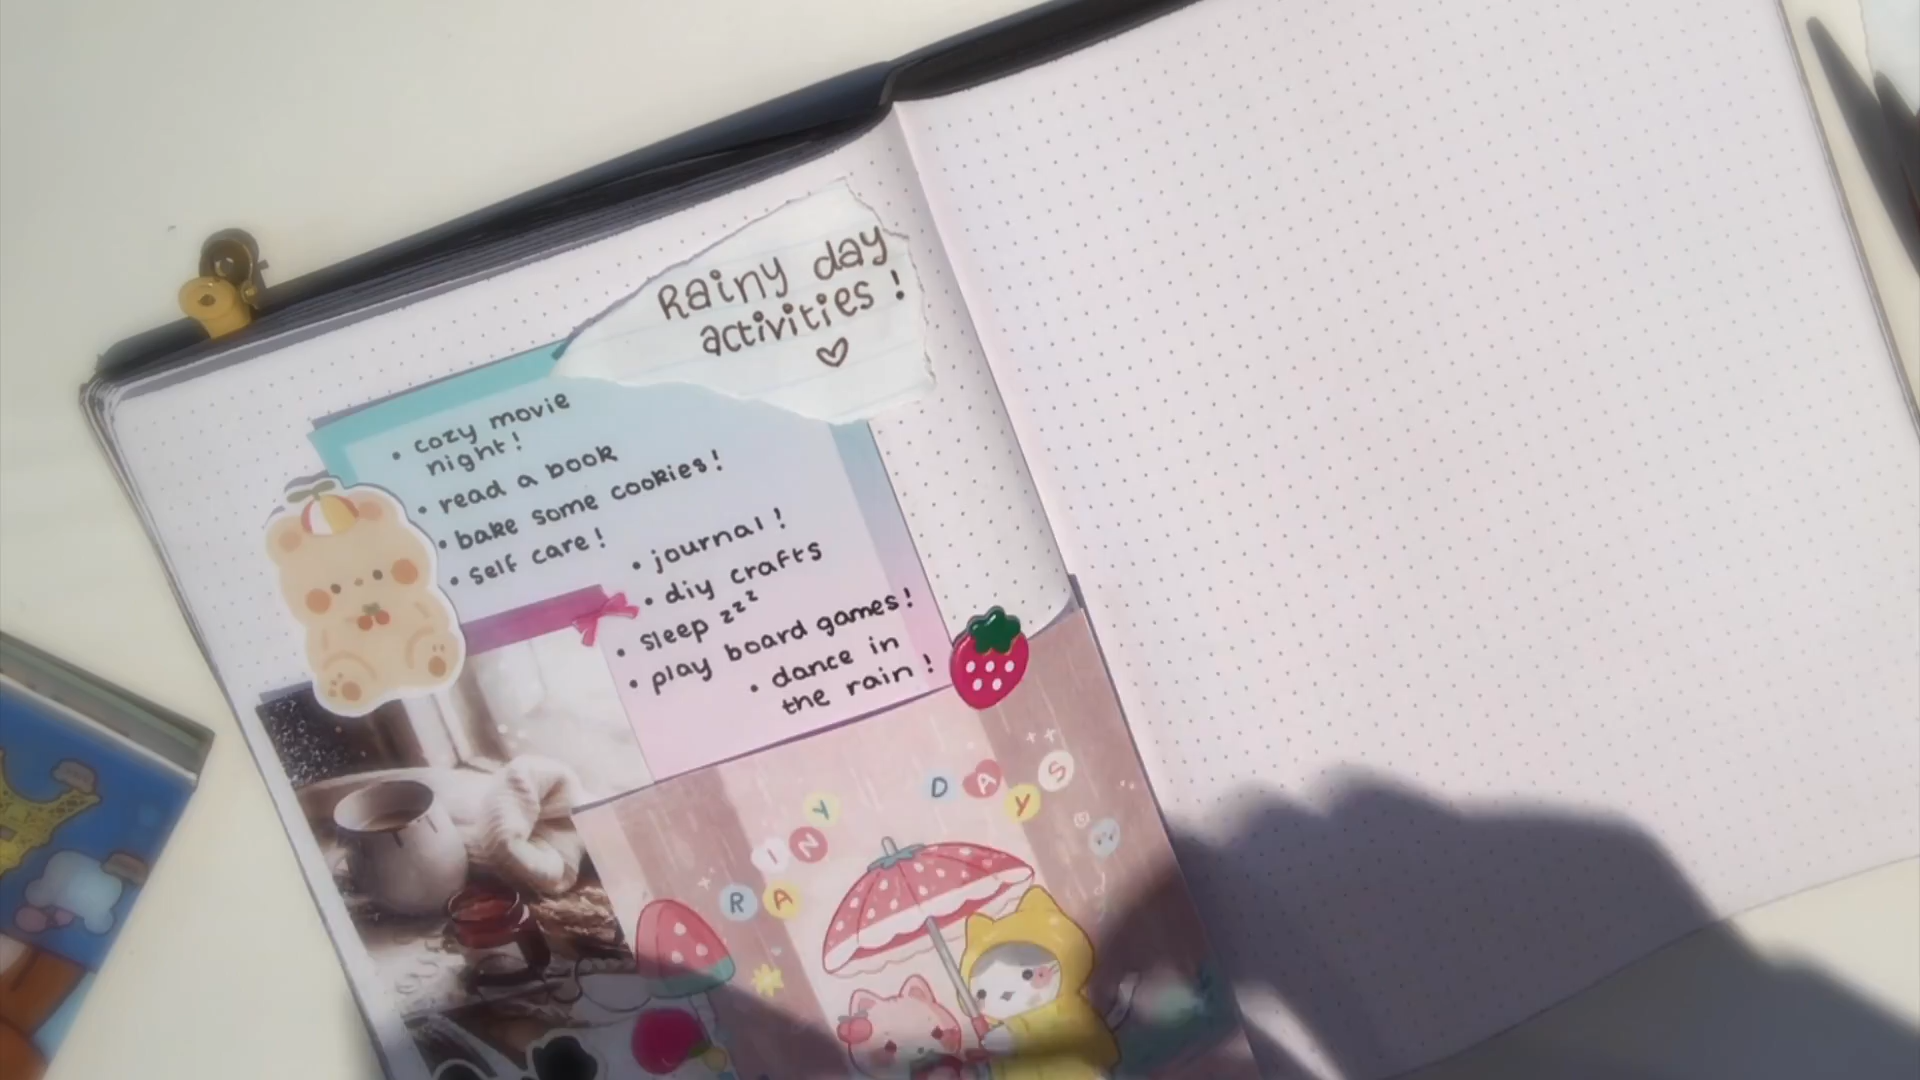 Rainy day
activities !
• cozy movie
night !
• read a book
• bake some cookies !
• self care !
• journal !
• diy crafts
• sleep zzz
• play board games !
• dance in
the rain !
RAINY DAYS